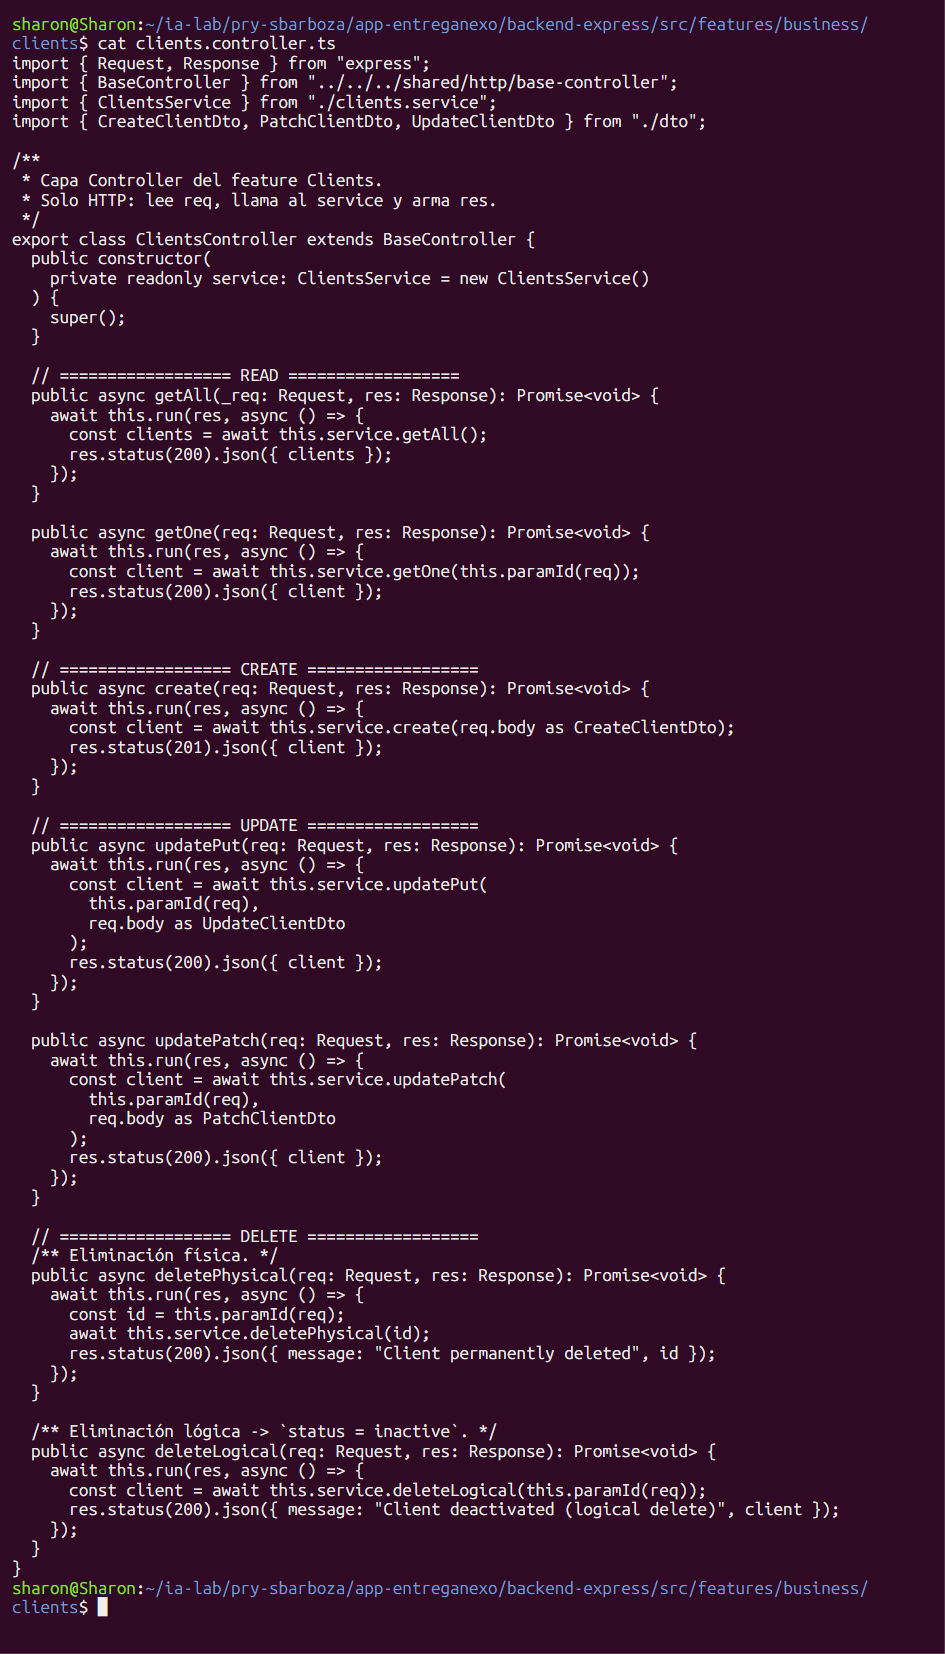 sharon@Sharon:~/ia-lab/pry-sbarboza/app-entreganexo/backend-express/src/features/business/
clients$ cat clients.controller.ts
import { Request, Response } from "express";
import { BaseController } from "../../../shared/http/base-controller";
import { ClientsService } from "./clients.service";
import { CreateClientDto, PatchClientDto, UpdateClientDto } from "./dto";

/**
 * Capa Controller del feature Clients.
 * Solo HTTP: lee req, llama al service y arma res.
 */
export class ClientsController extends BaseController {
  public constructor(
    private readonly service: ClientsService = new ClientsService()
  ) {
    super();
  }

  // ================== READ ==================
  public async getAll(_req: Request, res: Response): Promise<void> {
    await this.run(res, async () => {
      const clients = await this.service.getAll();
      res.status(200).json({ clients });
    });
  }

  public async getOne(req: Request, res: Response): Promise<void> {
    await this.run(res, async () => {
      const client = await this.service.getOne(this.paramId(req));
      res.status(200).json({ client });
    });
  }

  // ================== CREATE ==================
  public async create(req: Request, res: Response): Promise<void> {
    await this.run(res, async () => {
      const client = await this.service.create(req.body as CreateClientDto);
      res.status(201).json({ client });
    });
  }

  // ================== UPDATE ==================
  public async updatePut(req: Request, res: Response): Promise<void> {
    await this.run(res, async () => {
      const client = await this.service.updatePut(
        this.paramId(req),
        req.body as UpdateClientDto
      );
      res.status(200).json({ client });
    });
  }

  public async updatePatch(req: Request, res: Response): Promise<void> {
    await this.run(res, async () => {
      const client = await this.service.updatePatch(
        this.paramId(req),
        req.body as PatchClientDto
      );
      res.status(200).json({ client });
    });
  }

  // ================== DELETE ==================
  /** Eliminación física. */
  public async deletePhysical(req: Request, res: Response): Promise<void> {
    await this.run(res, async () => {
      const id = this.paramId(req);
      await this.service.deletePhysical(id);
      res.status(200).json({ message: "Client permanently deleted", id });
    });
  }

  /** Eliminación lógica -> `status = inactive`. */
  public async deleteLogical(req: Request, res: Response): Promise<void> {
    await this.run(res, async () => {
      const client = await this.service.deleteLogical(this.paramId(req));
      res.status(200).json({ message: "Client deactivated (logical delete)", client });
    });
  }
}
sharon@Sharon:~/ia-lab/pry-sbarboza/app-entreganexo/backend-express/src/features/business/
clients$